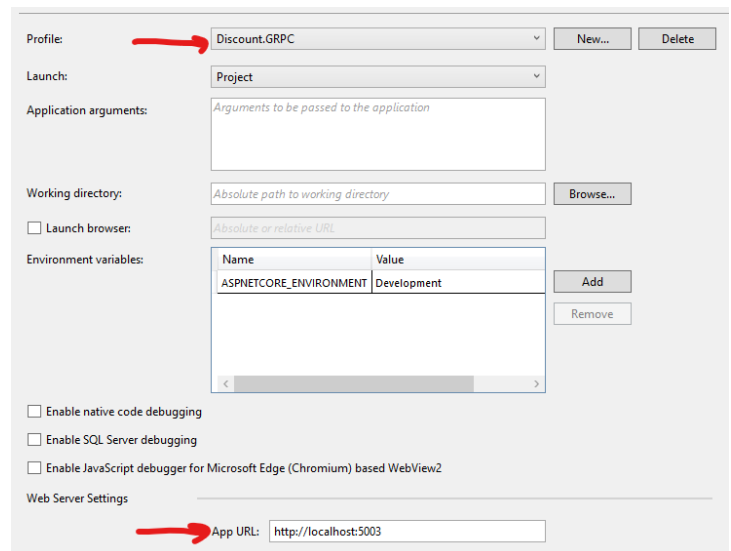 Profile: Discount.GRPC New... Delete
Launch: Project
Application arguments: Arguments to be passed to the application
Working directory: Absolute path to working directory Browse...
Launch browser: Absolute or relative URL
Environment variables: Name Value
ASPNETCORE_ENVIRONMENT Development Add
Remove
Enable native code debugging
Enable SQL Server debugging
Enable JavaScript debugger for Microsoft Edge (Chromium) based WebView2
Web Server Settings
App URL: http://localhost:5003